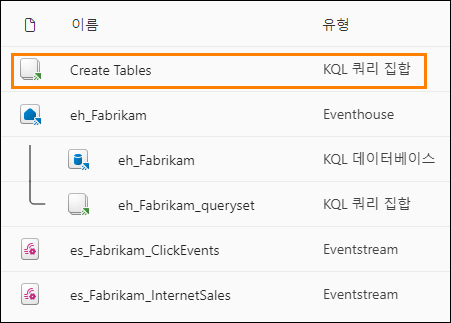 이름 유형
Create Tables KQL 쿼리 집합
eh_Fabrikam Eventhouse
eh_Fabrikam KQL 데이터베이스
eh_Fabrikam_queryset KQL 쿼리 집합
es_Fabrikam_ClickEvents Eventstream
es_Fabrikam_InternetSales Eventstream